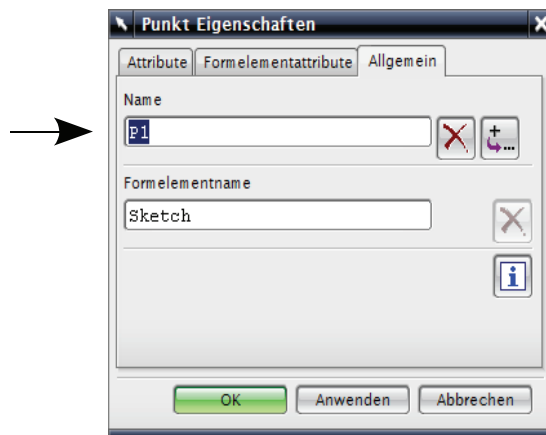 Punkt Eigenschaften
Attribute Formelementattribute Allgemein
Name
P1
Formelementname
Sketch
OK Anwenden Abbrechen